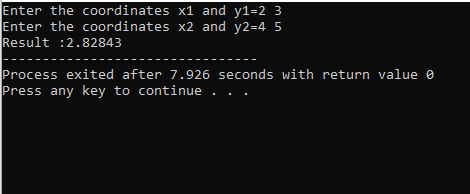 Enter the coordinates x1 and y1=2 3
Enter the coordinates x2 and y2=4 5
Result :2.82843
--------------------------------
Process exited after 7.926 seconds with return value 0
Press any key to continue . . .